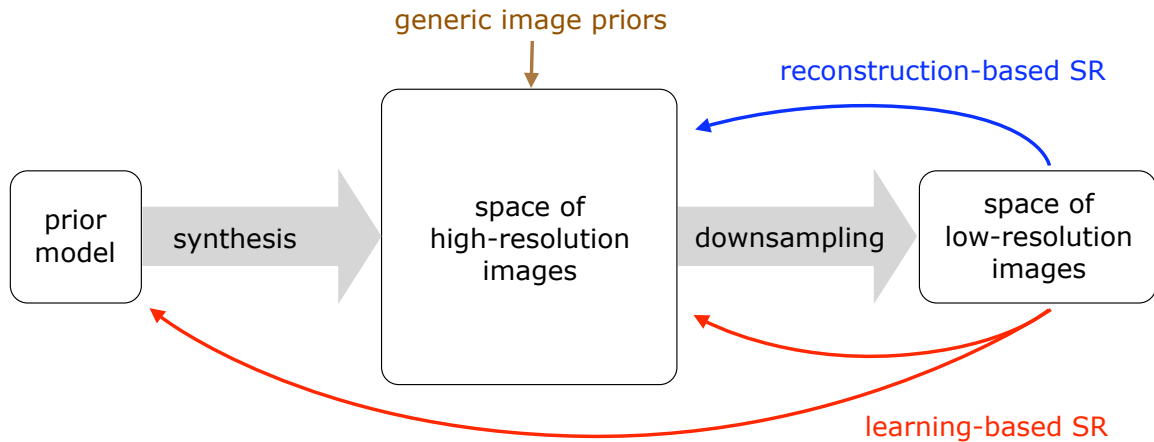 generic image priors
reconstruction-based SR
prior
model
synthesis
space of
high-resolution
images
downsampling
space of
low-resolution
images
learning-based SR